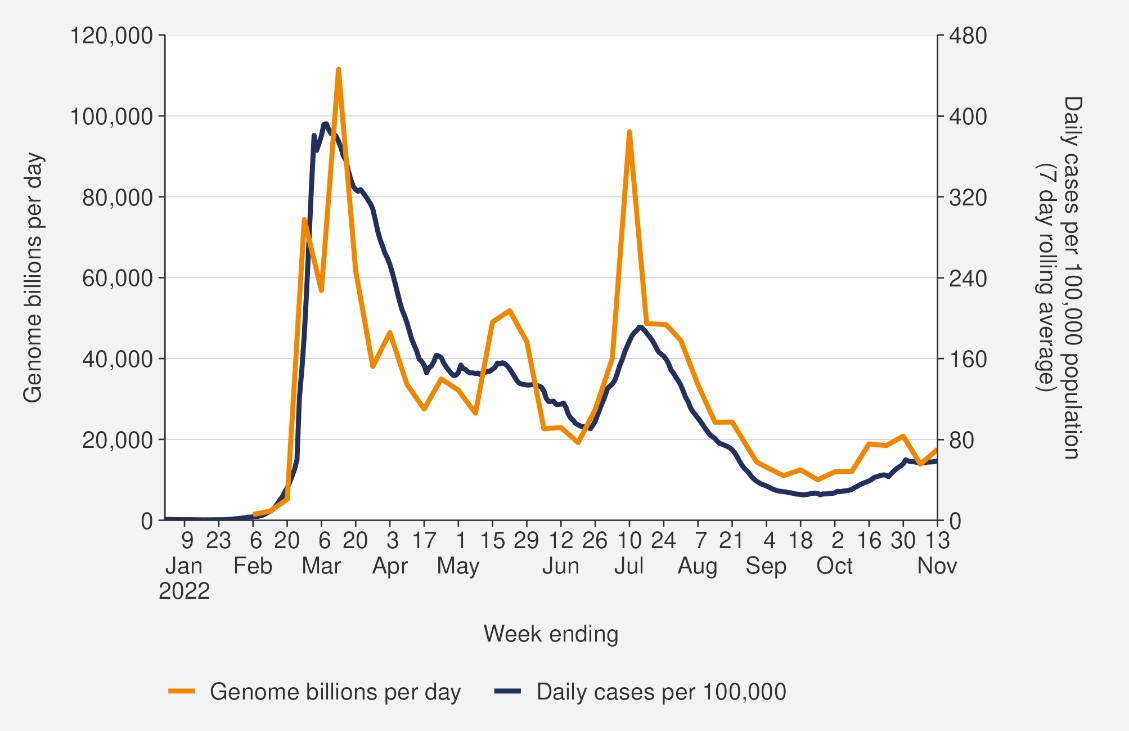 120,000
100,000
80,000
60,000
40,000
20,000
0
Genome billions per day
480
400
320
240
160
80
0
Daily cases per 100,000 population
(7 day rolling average)
9 23 6 20 6 20 3 17 1 15 29 12 26 10 24 7 21 4 18 2 16 30 13
Jan Feb Mar Apr May Jun Jul Aug Sep Oct Nov
2022
Week ending
Genome billions per day Daily cases per 100,000